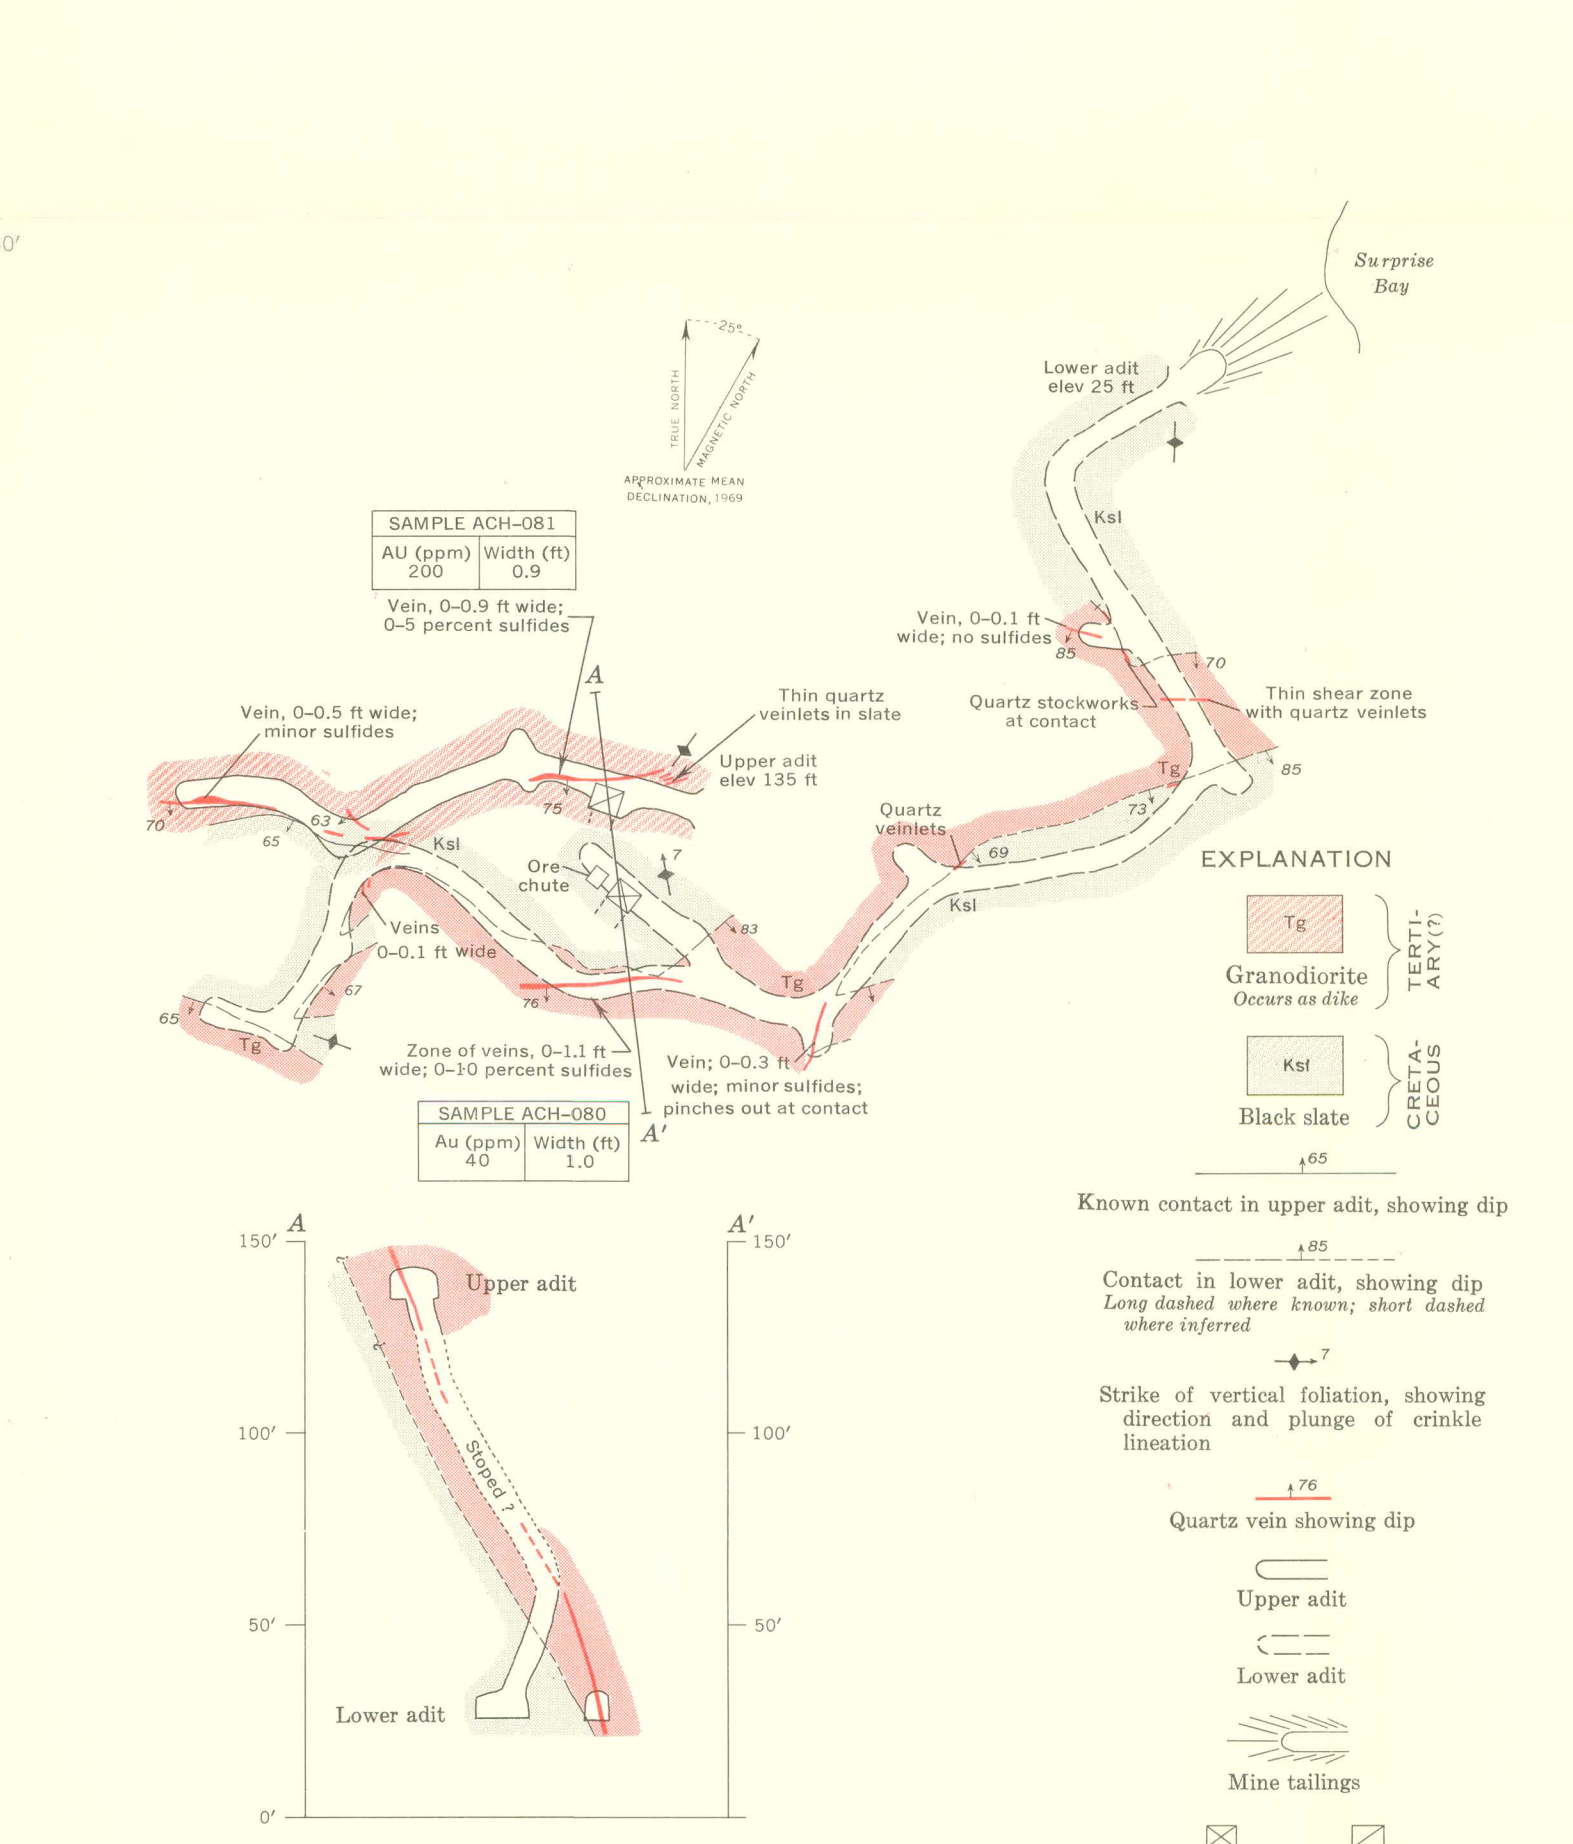 0′
Surprise
Bay
25°
TRUE NORTH
MAGNETIC NORTH
APPROXIMATE MEAN
DECLINATION, 1969
Lower adit
elev 25 ft
Ksl
SAMPLE ACH–081
AU (ppm) Width (ft)
200 0.9
Vein, 0–0.9 ft wide;
0–5 percent sulfides
Vein, 0–0.1 ft
wide; no sulfides
85
70
A
Quartz stockworks
at contact
Thin shear zone
with quartz veinlets
Thin quartz
veinlets in slate
Vein, 0–0.5 ft wide;
minor sulfides
Upper adit
elev 135 ft
Tg
85
75
73
70
65
63
Ksl
Quartz
veinlets
69
7
Ore
chute
Ksl
Veins
0–0.1 ft wide
83
67
76
Tg
65
Tg
Zone of veins, 0–1.1 ft
wide; 0–10 percent sulfides
Vein; 0–0.3 ft
wide; minor sulfides;
pinches out at contact
A′
SAMPLE ACH–080
Au (ppm) Width (ft)
40 1.0
EXPLANATION
Tg
TERTI-
ARY(?)
Granodiorite
Occurs as dike
Ksl
CRETA-
CEOUS
Black slate
65
Known contact in upper adit, showing dip
85
Contact in lower adit, showing dip
Long dashed where known; short dashed
where inferred
7
Strike of vertical foliation, showing
direction and plunge of crinkle
lineation
76
Quartz vein showing dip
Upper adit
Lower adit
Mine tailings
A A′
150′ 150′
?
Upper adit
?
100′ 100′
Stoped ?
50′ 50′
Lower adit
0′